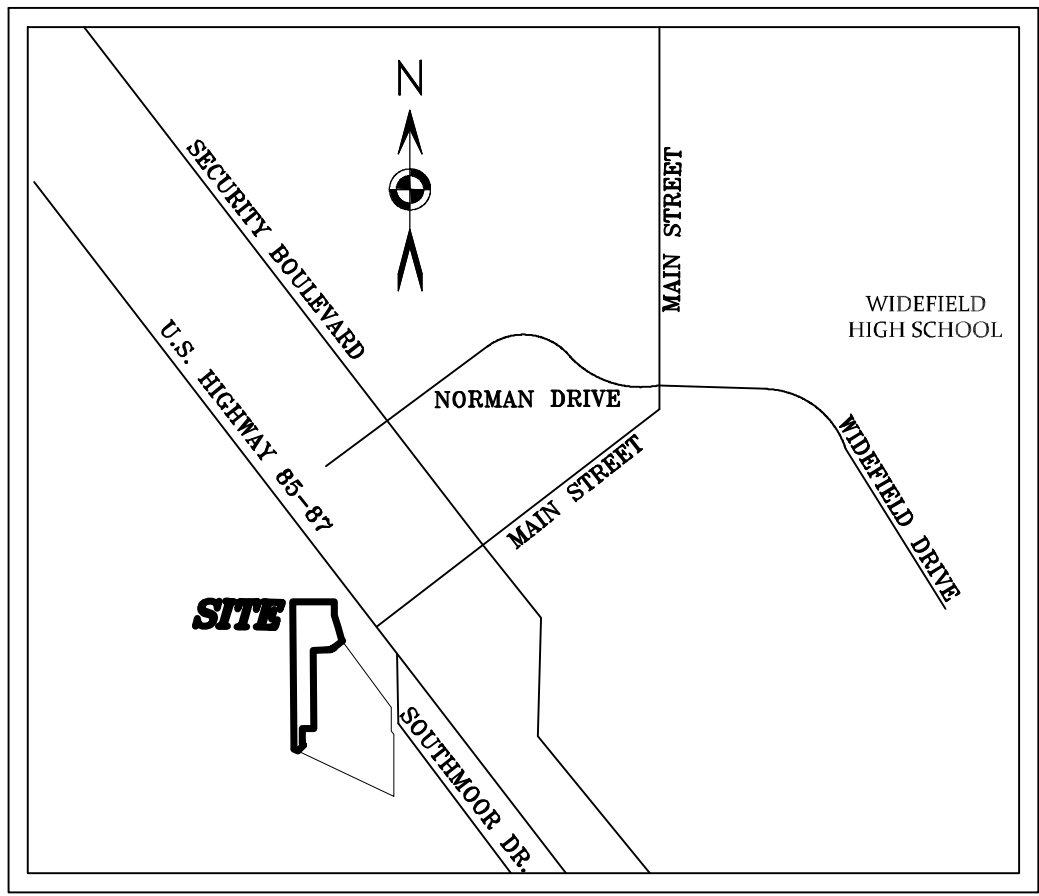 N
SECURITY BOULEVARD
MAIN STREET
WIDEFIELD
HIGH SCHOOL
U.S. HIGHWAY 85-87
NORMAN DRIVE
MAIN STREET
WIDEFIELD DRIVE
SITE
SOUTHMOOR DR.